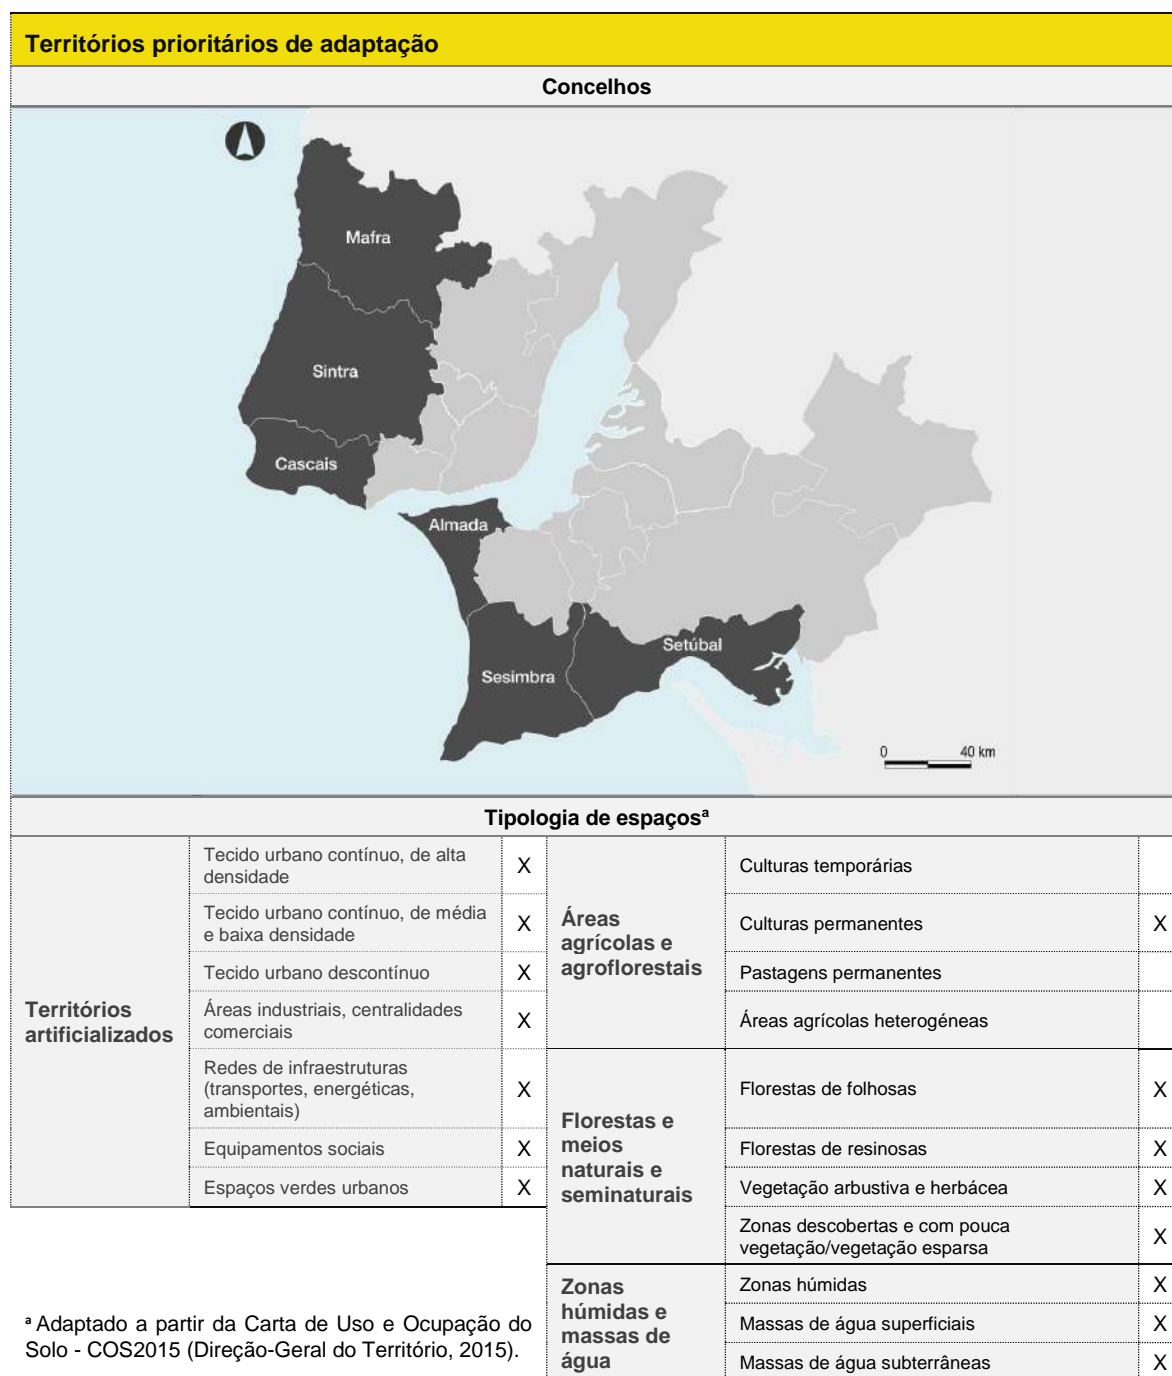 Territórios prioritários de adaptação
Concelhos
Mafra
Sintra
Cascais
Almada
Setúbal
Sesimbra
0 40 km
Tipologia de espaçosª
Territórios
artificializados
Tecido urbano contínuo, de alta
densidade
X
Tecido urbano contínuo, de média
e baixa densidade
X
Tecido urbano descontínuo
X
Áreas industriais, centralidades
comerciais
X
Redes de infraestruturas
(transportes, energéticas,
ambientais)
X
Equipamentos sociais
X
Espaços verdes urbanos
X
Áreas
agrícolas e
agroflorestais
Culturas temporárias
Culturas permanentes
X
Pastagens permanentes
Áreas agrícolas heterogéneas
Florestas e
meios
naturais e
seminaturais
Florestas de folhosas
X
Florestas de resinosas
X
Vegetação arbustiva e herbácea
X
Zonas descobertas e com pouca
vegetação/vegetação esparsa
X
Zonas
húmidas e
massas de
água
Zonas húmidas
X
Massas de água superficiais
X
Massas de água subterrâneas
X
ª Adaptado a partir da Carta de Uso e Ocupação do
Solo - COS2015 (Direção-Geral do Território, 2015).